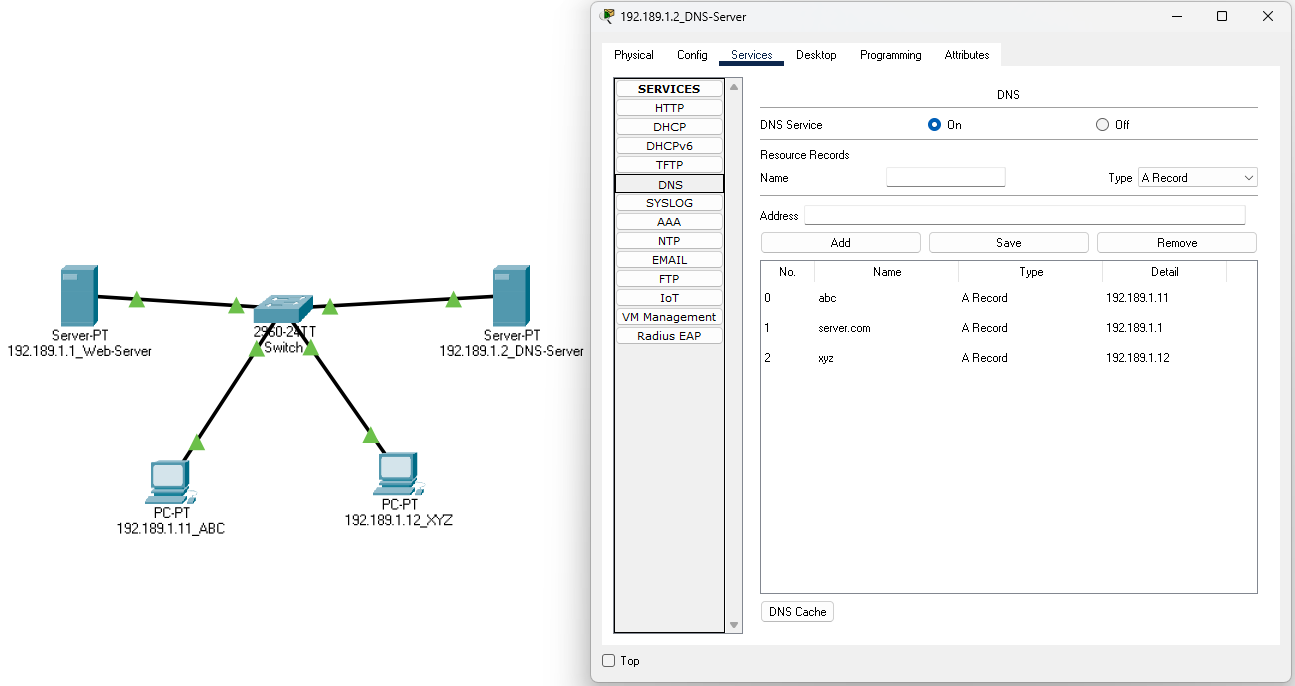 Server-PT
192.189.1.1_Web-Server
2960-24TT
Switch
Server-PT
192.189.1.2_DNS-Server
PC-PT
192.189.1.11_ABC
PC-PT
192.189.1.12_XYZ
192.189.1.2_DNS-Server
Physical Config Services Desktop Programming Attributes
SERVICES
HTTP
DHCP
DHCPv6
TFTP
DNS
SYSLOG
AAA
NTP
EMAIL
FTP
IoT
VM Management
Radius EAP
DNS
DNS Service On Off
Resource Records
Name Type A Record
Address
Add Save Remove
No. Name Type Detail
0 abc A Record 192.189.1.11
1 server.com A Record 192.189.1.1
2 xyz A Record 192.189.1.12
DNS Cache
Top